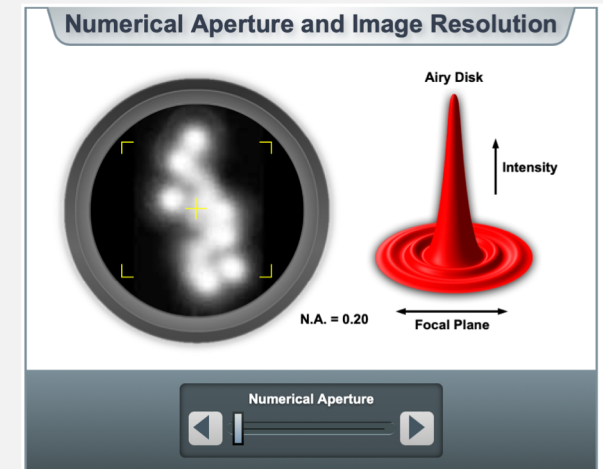 Numerical Aperture and Image Resolution
Airy Disk
Intensity
N.A. = 0.20
Focal Plane
Numerical Aperture